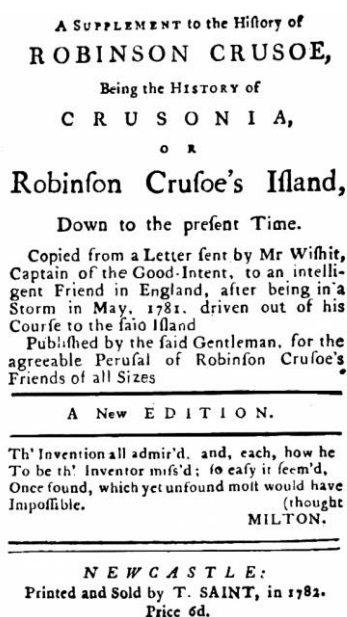 A SUPPLEMENT to the Hiſtory of
ROBINSON CRUSOE,
Being the HISTORY of
CRUSONIA,
OR
Robinſon Cruſoe's Iſland,
Down to the preſent Time.
Copied from a Letter ſent by Mr Wiſhit,
Captain of the Good-Intent, to an intelli-
gent Friend in England, after being in a
Storm in May, 1781. driven out of his
Courſe to the ſaid Iſland
Publiſhed by the ſaid Gentleman, for the
agreeable Peruſal of Robinſon Cruſoe's
Friends of all Sizes
A New EDITION.
Th' Invention all admir'd, and, each, how he
To be th' Inventor miſs'd; ſo eaſy it ſeem'd,
Once found, which yet unfound moſt would have
Impoſſible. (thought
MILTON.
NEWCASTLE:
Printed and Sold by T. SAINT, in 1782.
Price 6d.